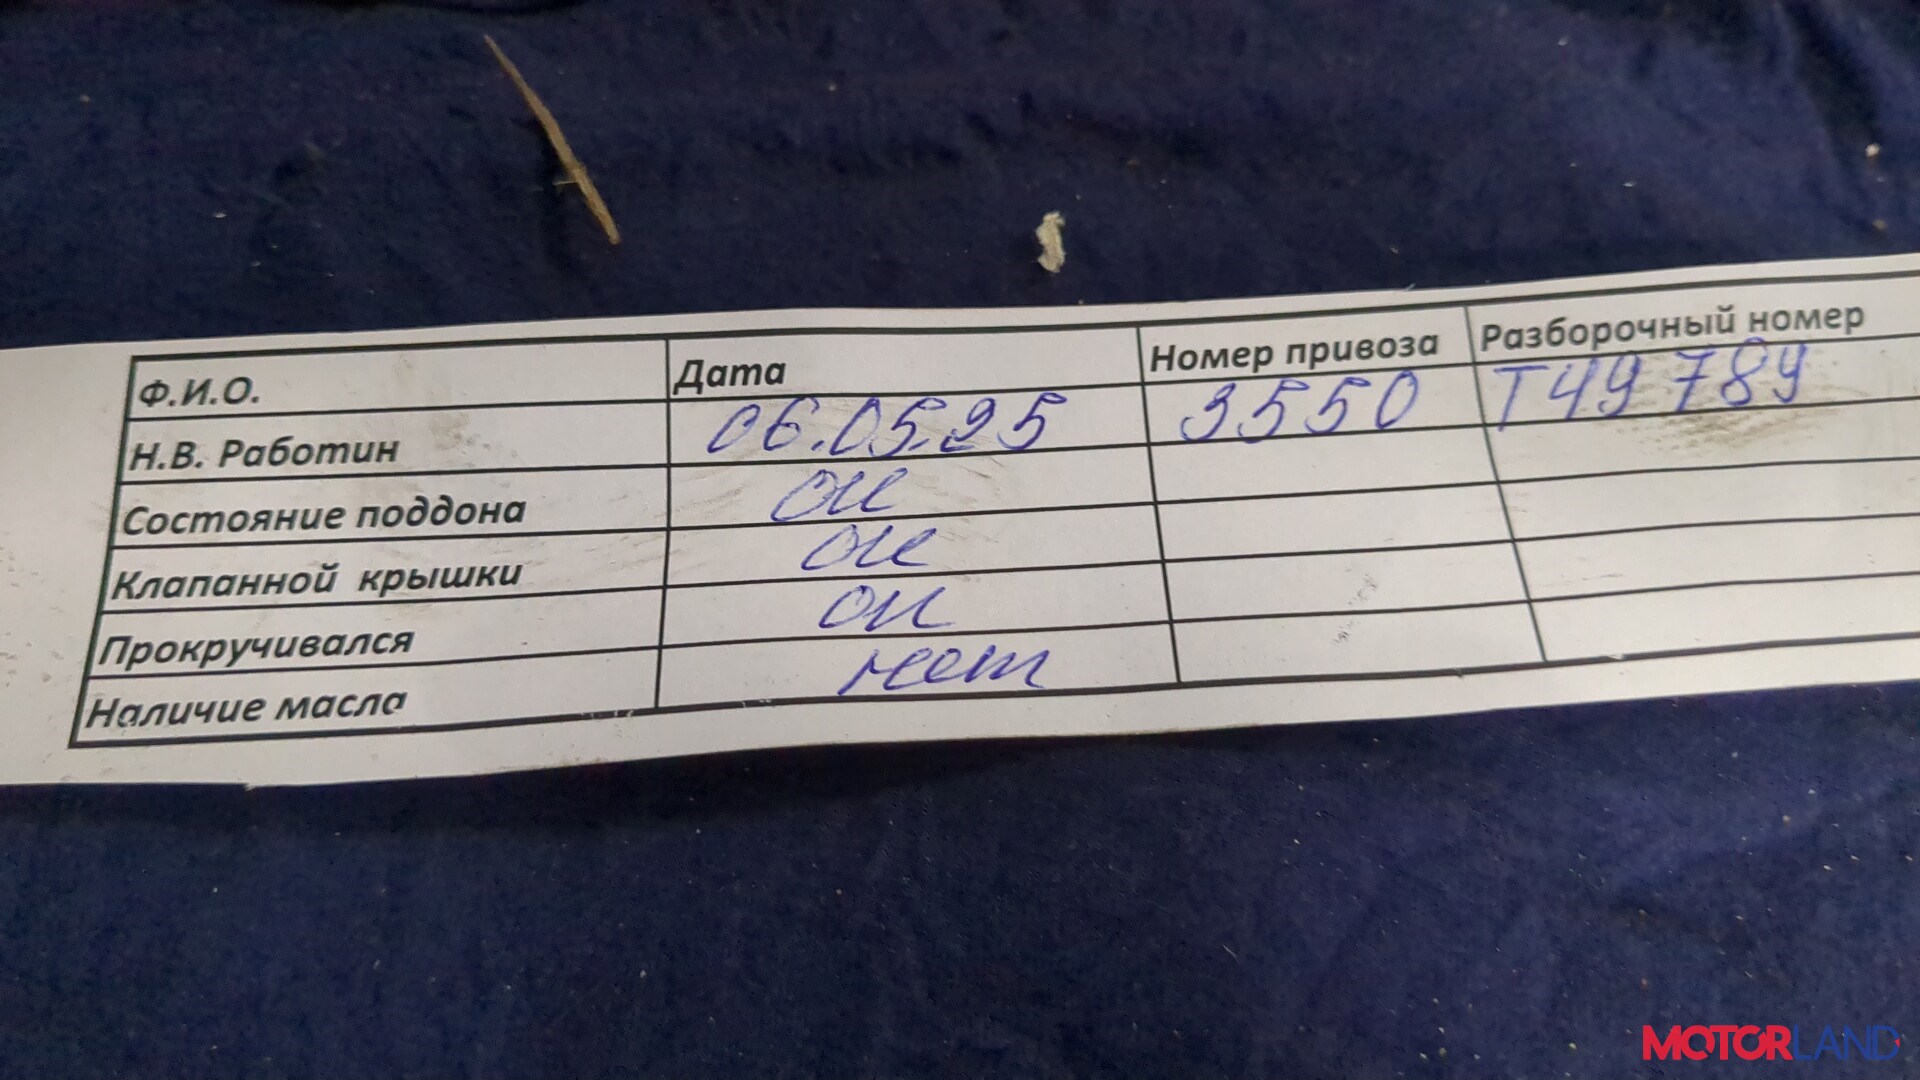 Ф.И.О. Дата Номер привоза Разборочный номер
Н.В. Работин 06.05.25 3550 Т49789
Состояние поддона ок
Клапанной крышки ок
Прокручивался ок
Наличие масла нет
MOTORLAND